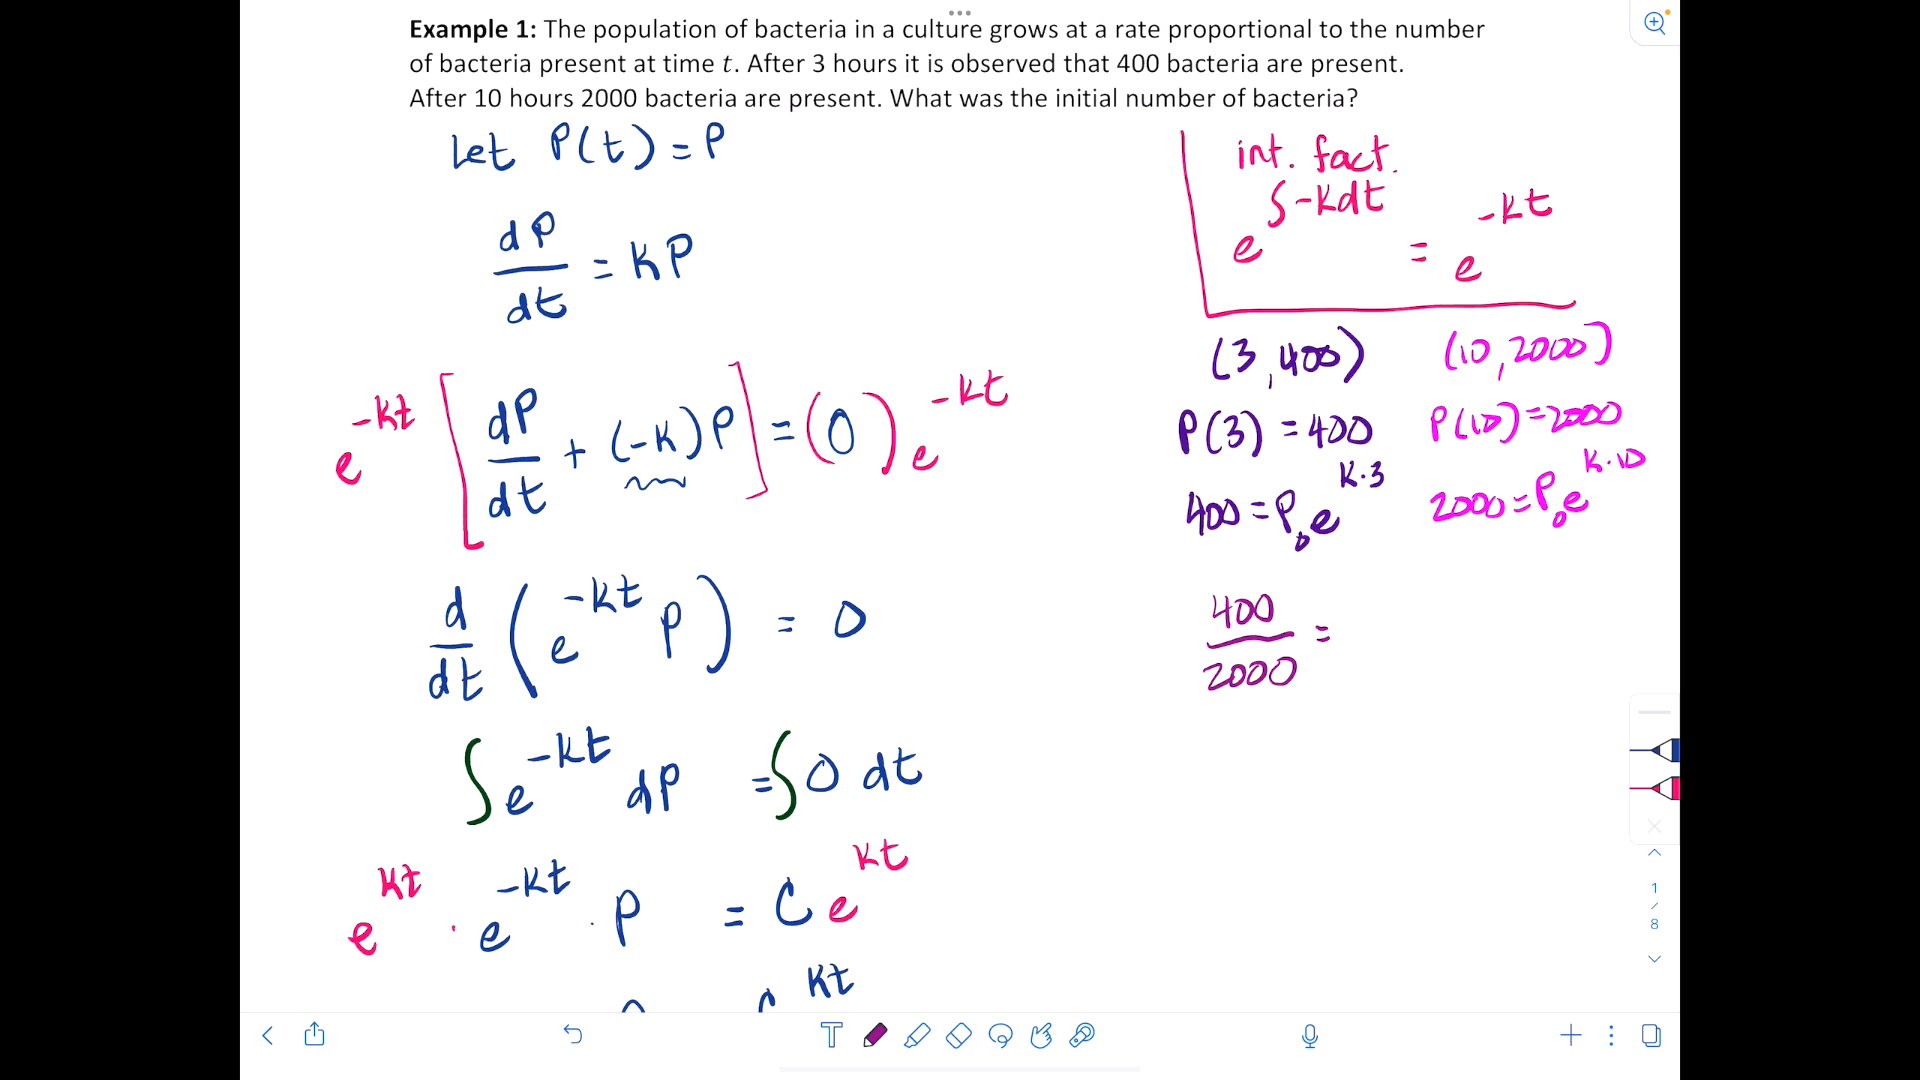 Example 1: The population of bacteria in a culture grows at a rate proportional to the number
of bacteria present at time t. After 3 hours it is observed that 400 bacteria are present.
After 10 hours 2000 bacteria are present. What was the initial number of bacteria?
Let P(t) = P
dP/dt = kP
e^{-kt} [dP/dt + (-k)P] = (0) e^{-kt}
d/dt (e^{-kt} P) = 0
∫ e^{-kt} dP = ∫ 0 dt
e^{kt} · e^{-kt} · P = C e^{kt}
kt
int. fact.
e^{∫-kdt} = e^{-kt}
(3, 400)
P(3) = 400
400 = P₀e^{k·3}
(10, 2000)
P(10) = 2000
2000 = P₀e^{k·10}
400/2000 =
1
/
8
T